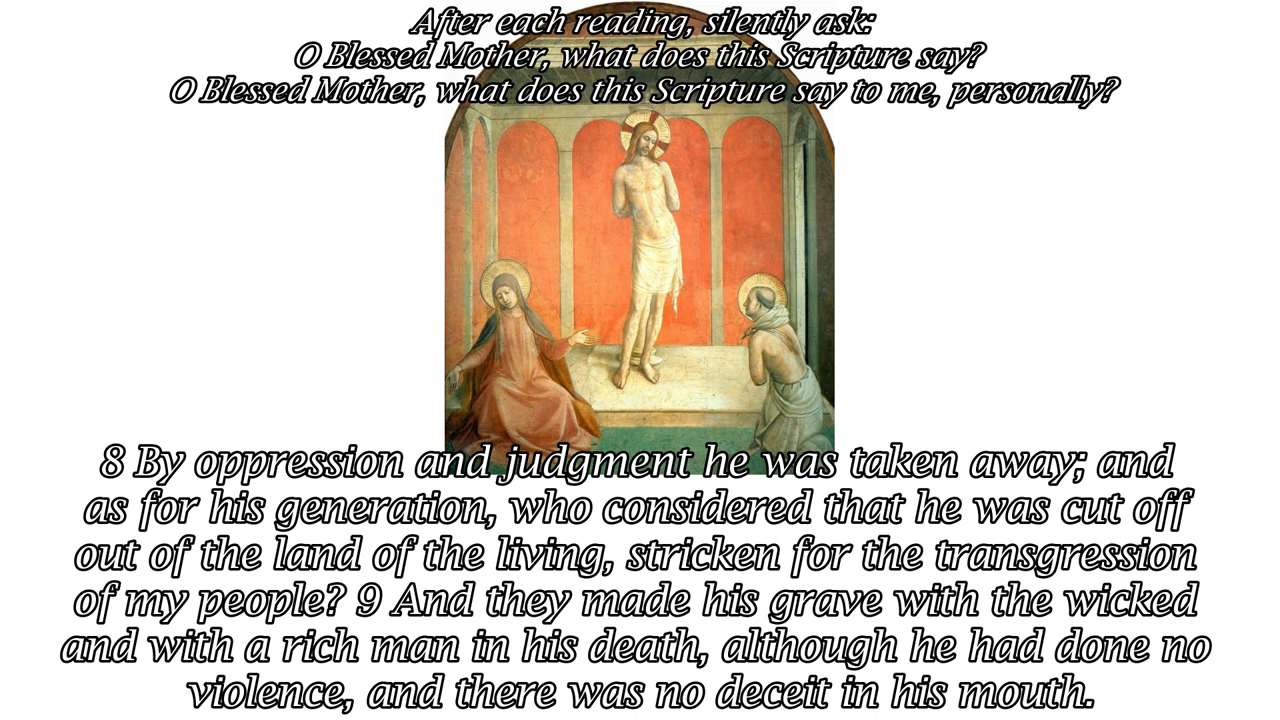 After each reading, silently ask:
O Blessed Mother, what does this Scripture say?
O Blessed Mother, what does this Scripture say to me, personally?
8 By oppression and judgment he was taken away; and
as for his generation, who considered that he was cut off
out of the land of the living, stricken for the transgression
of my people? 9 And they made his grave with the wicked
and with a rich man in his death, although he had done no
violence, and there was no deceit in his mouth.